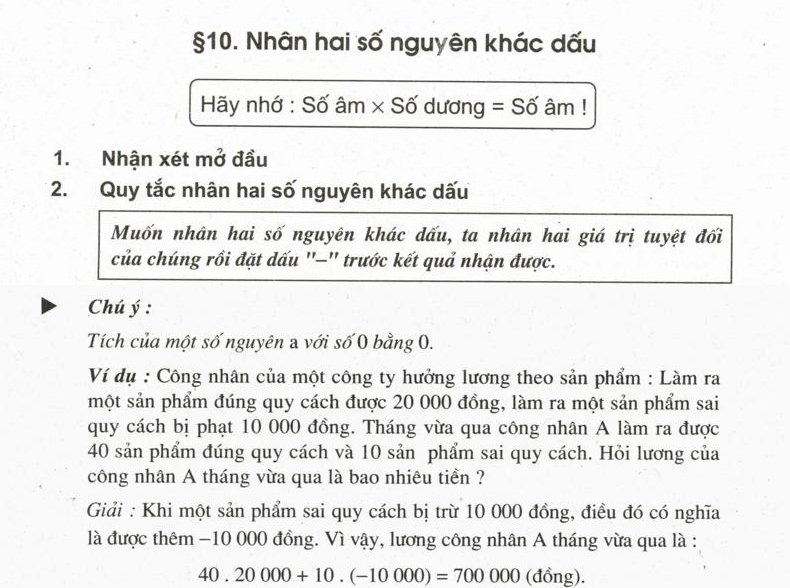 §10. Nhân hai số nguyên khác dấu
Hãy nhớ : Số âm × Số dương = Số âm !
1. Nhận xét mở đầu
2. Quy tắc nhân hai số nguyên khác dấu
Muốn nhân hai số nguyên khác dấu, ta nhân hai giá trị tuyệt đối
của chúng rồi đặt dấu "–" trước kết quả nhận được.
Chú ý :
Tích của một số nguyên a với số 0 bằng 0.
Ví dụ : Công nhân của một công ty hưởng lương theo sản phẩm : Làm ra
một sản phẩm đúng quy cách được 20 000 đồng, làm ra một sản phẩm sai
quy cách bị phạt 10 000 đồng. Tháng vừa qua công nhân A làm ra được
40 sản phẩm đúng quy cách và 10 sản phẩm sai quy cách. Hỏi lương của
công nhân A tháng vừa qua là bao nhiêu tiền ?
Giải : Khi một sản phẩm sai quy cách bị trừ 10 000 đồng, điều đó có nghĩa
là được thêm –10 000 đồng. Vì vậy, lương công nhân A tháng vừa qua là :
40 . 20 000 + 10 . (–10 000) = 700 000 (đồng).